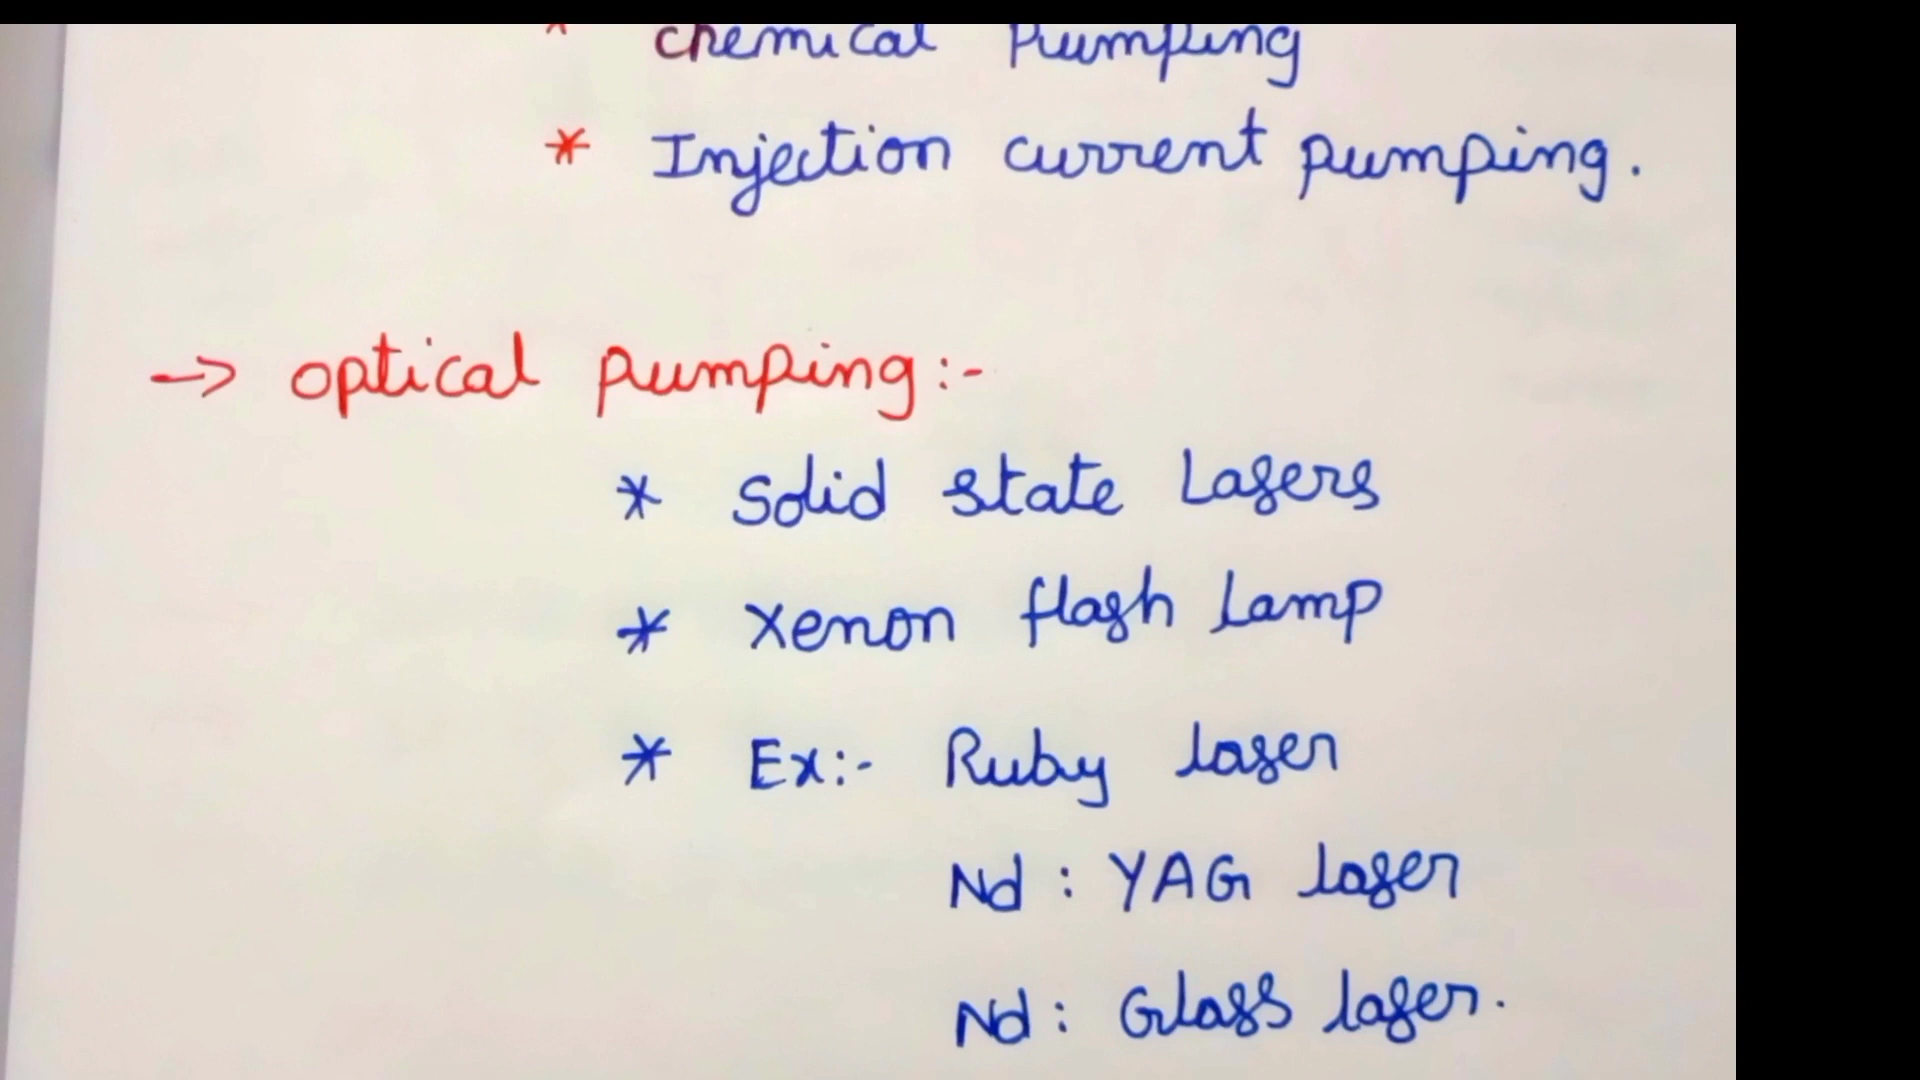 * chemical Pumping
* Injection current pumping.
→ optical pumping:-
* Solid state Lasers
* Xenon flash lamp
* Ex:- Ruby laser
Nd : YAG laser
Nd : Glass laser.